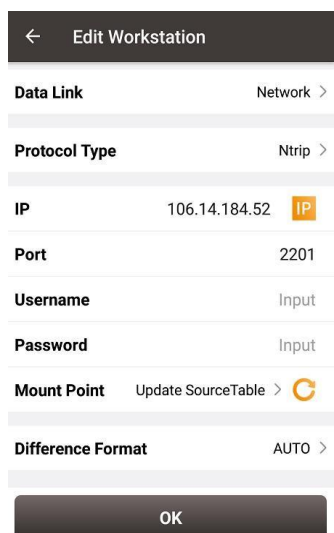 ← Edit Workstation
Data Link Network >
Protocol Type Ntrip >
IP 106.14.184.52 IP
Port 2201
Username Input
Password Input
Mount Point Update SourceTable >
Difference Format AUTO >
OK